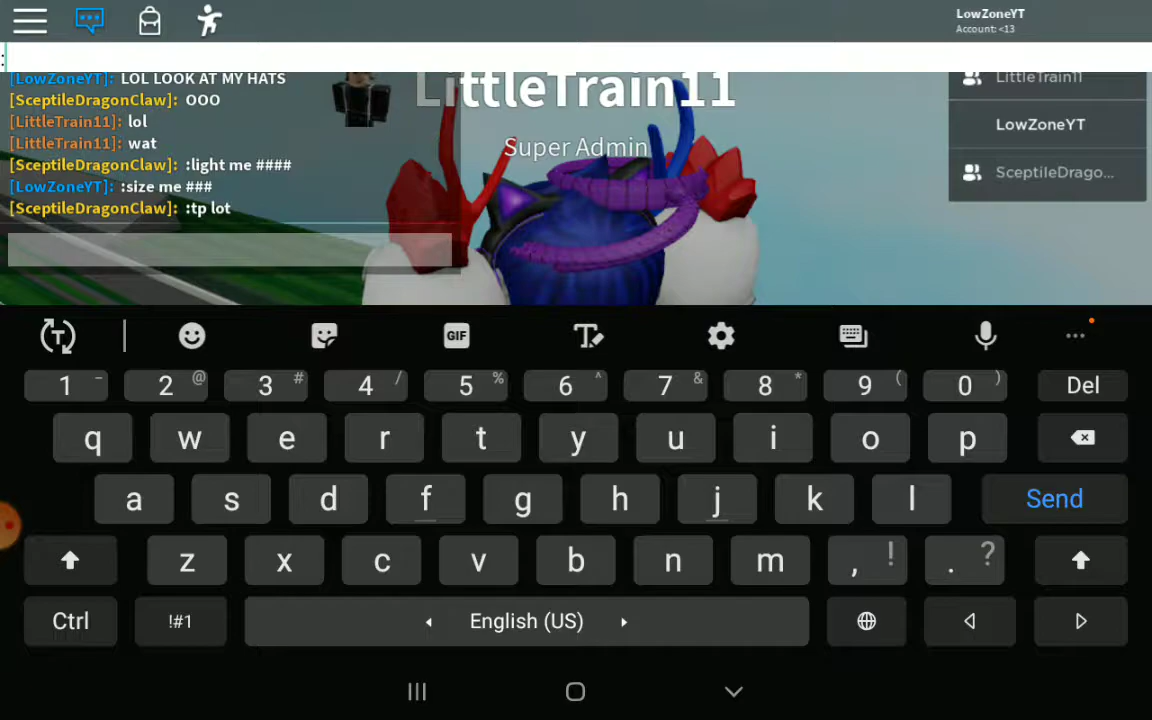 LowZoneYT
Account: <13
:
[LowZoneYT]: LOL LOOK AT MY HATS
[SceptileDragonClaw]: OOO
[LittleTrain11]: lol
[LittleTrain11]: wat
[SceptileDragonClaw]: :light me ####
[LowZoneYT]: :size me ###
[SceptileDragonClaw]: :tp lot
LittleTrain11
Super Admin
LittleTrain11
LowZoneYT
SceptileDrago...
T GIF T ...
1 - 2 @ 3 # 4 / 5 % 6 ^ 7 & 8 * 9 ( 0 ) Del
q w e r t y u i o p
a s d f g h j k l Send
z x c v b n m , ! . ?
Ctrl !#1 English (US)